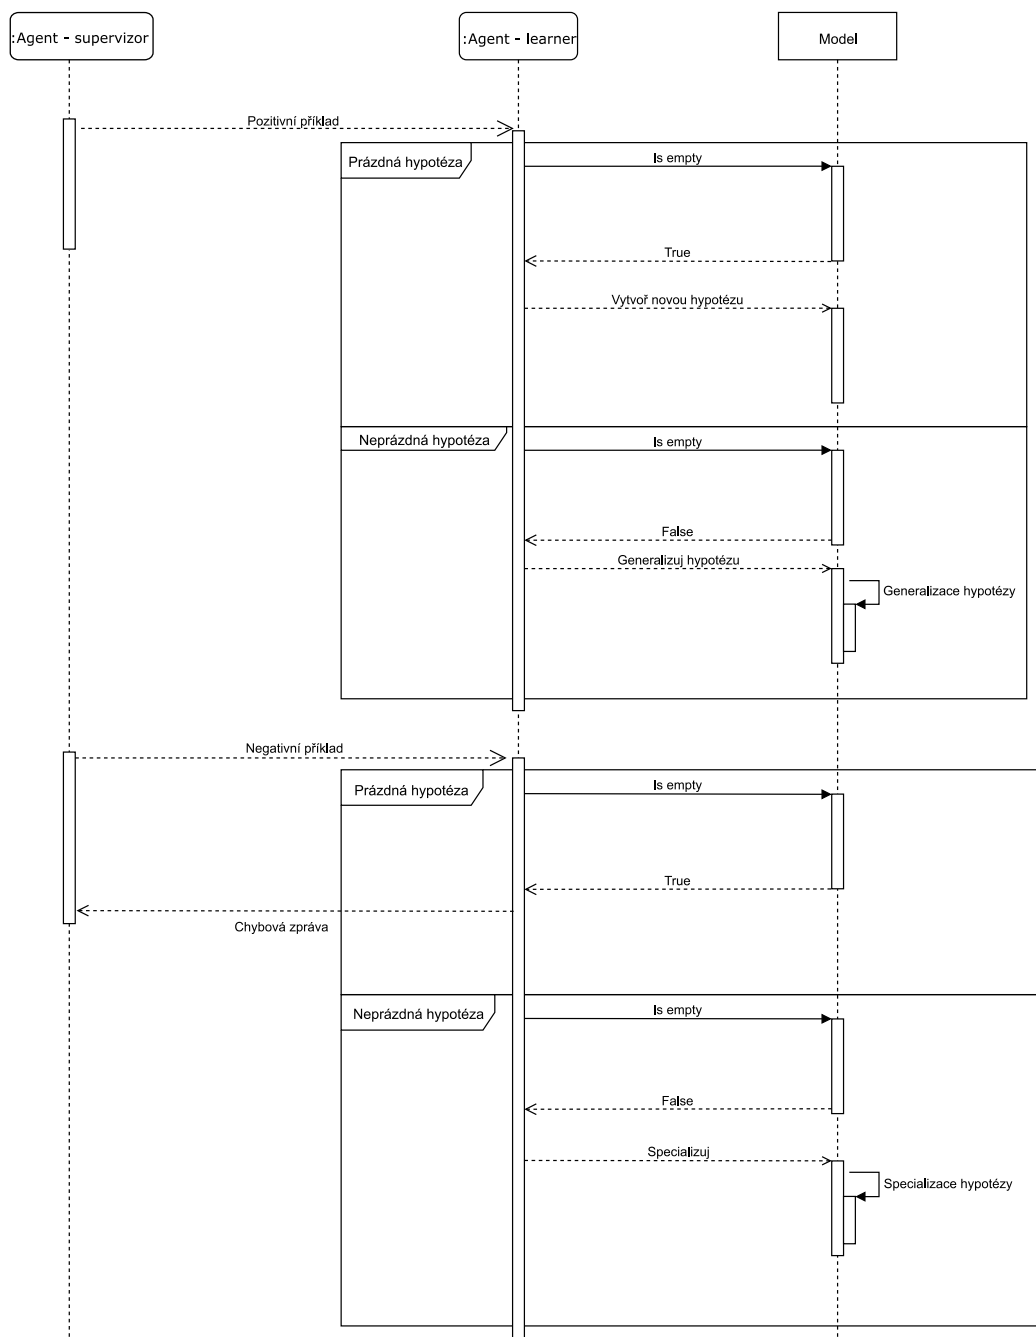 :Agent - supervizor
:Agent - learner
Model
Pozitivní příklad
Prázdná hypotéza
Is empty
True
Vytvoř novou hypotézu
Neprázdná hypotéza
Is empty
False
Generalizuj hypotézu
Generalizace hypotézy
Negativní příklad
Prázdná hypotéza
Is empty
True
Chybová zpráva
Neprázdná hypotéza
Is empty
False
Specializuj
Specializace hypotézy